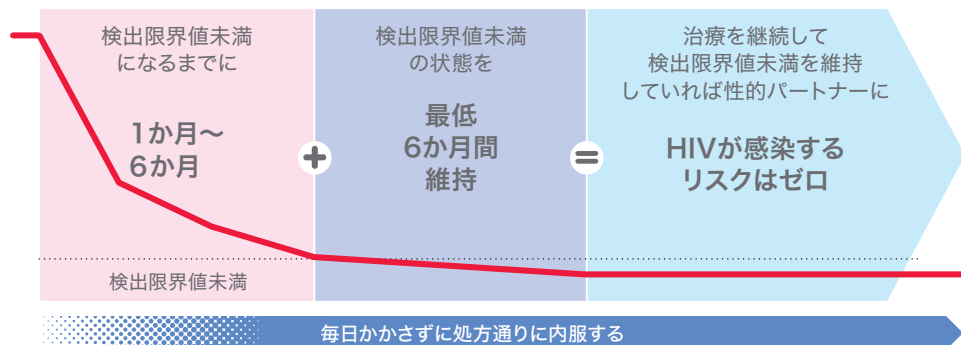 検出限界値未満
になるまでに
1か月〜
6か月
検出限界値未満
+
検出限界値未満
の状態を
最低
6か月間
維持
=
治療を継続して
検出限界値未満を維持
していれば性的パートナーに
HIVが感染する
リスクはゼロ
毎日かかさずに処方通りに内服する